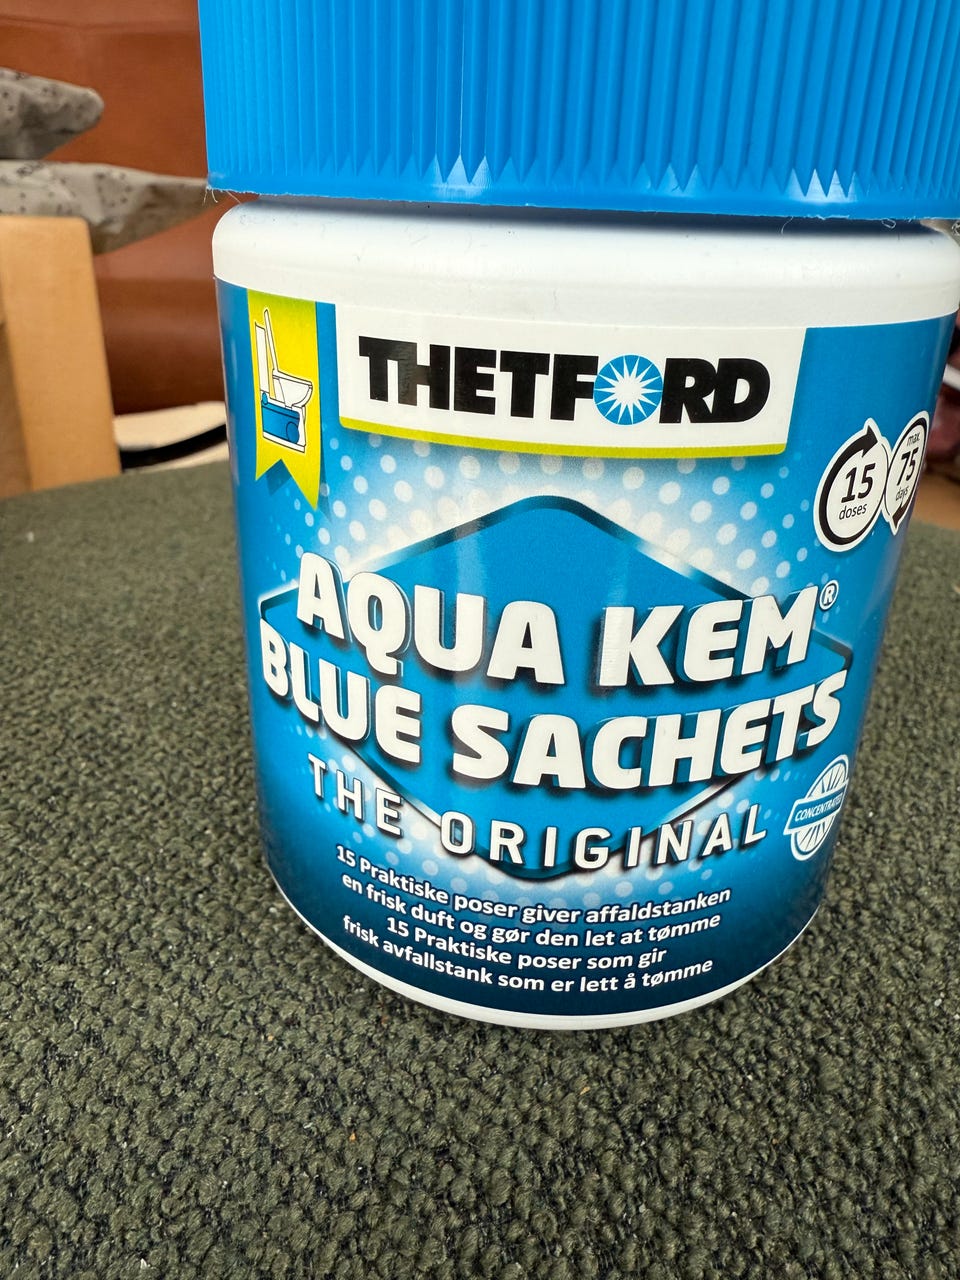 THETFORD
15
doses
max.
75
days
AQUA KEM®
BLUE SACHETS
THE ORIGINAL
CONCENTRATED
15 Praktiske poser giver affaldstanken
en frisk duft og gør den let at tømme
15 Praktiske poser som gir
frisk avfallstank som er lett å tømme